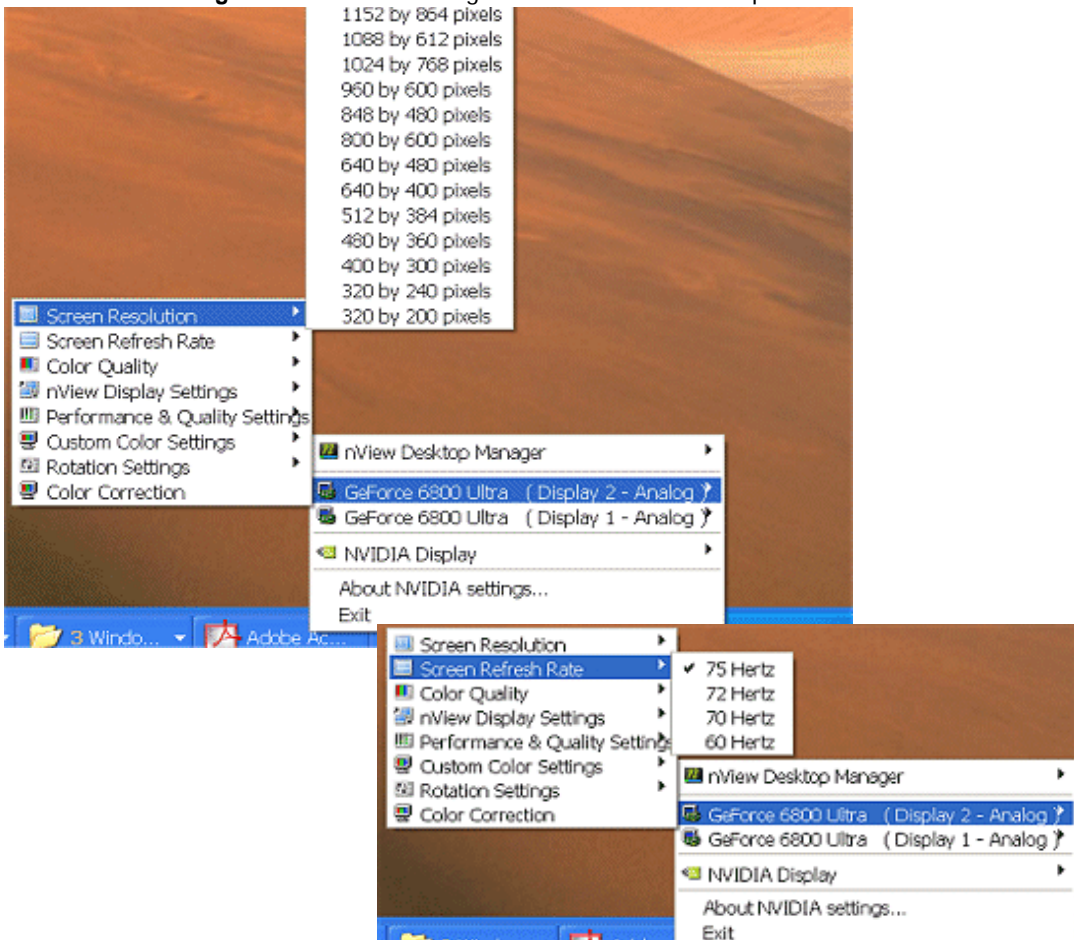 1152 by 864 pixels
1088 by 612 pixels
1024 by 768 pixels
960 by 600 pixels
848 by 480 pixels
800 by 600 pixels
640 by 480 pixels
640 by 400 pixels
512 by 384 pixels
480 by 360 pixels
400 by 300 pixels
320 by 240 pixels
320 by 200 pixels
Screen Resolution
Screen Refresh Rate
Color Quality
nView Display Settings
Performance & Quality Settings
Custom Color Settings
Rotation Settings
Color Correction
nView Desktop Manager
GeForce 6800 Ultra ( Display 2 - Analog )
GeForce 6800 Ultra ( Display 1 - Analog )
NVIDIA Display
About NVIDIA settings...
Exit
3 Windo...
Adobe Ac...
Screen Resolution
Screen Refresh Rate
Color Quality
nView Display Settings
Performance & Quality Settings
Custom Color Settings
Rotation Settings
Color Correction
75 Hertz
72 Hertz
70 Hertz
60 Hertz
nView Desktop Manager
GeForce 6800 Ultra ( Display 2 - Analog )
GeForce 6800 Ultra ( Display 1 - Analog )
NVIDIA Display
About NVIDIA settings...
Exit